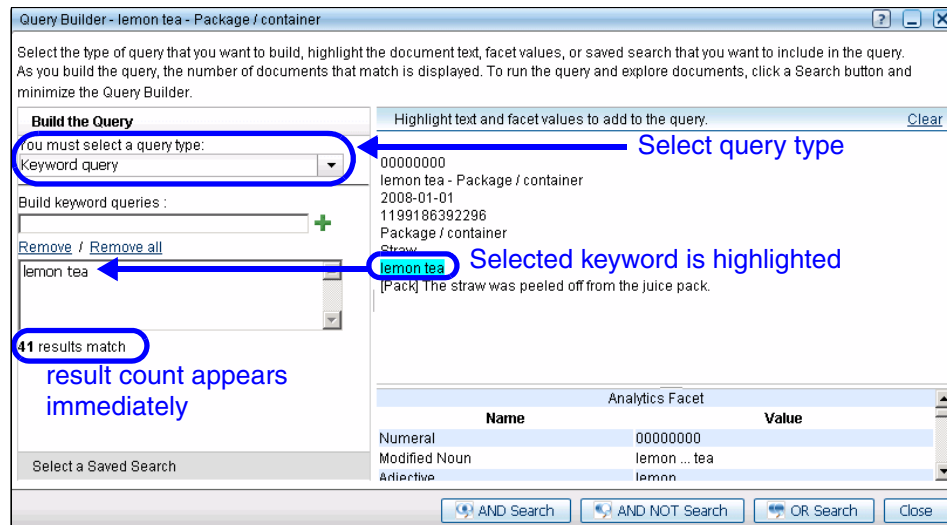 Query Builder - lemon tea - Package / container
Select the type of query that you want to build, highlight the document text, facet values, or saved search that you want to include in the query.
As you build the query, the number of documents that match is displayed. To run the query and explore documents, click a Search button and
minimize the Query Builder.
Build the Query
You must select a query type:
Keyword query
Build keyword queries :
Remove / Remove all
lemon tea
41 results match
result count appears
immediately
Select a Saved Search
Highlight text and facet values to add to the query. Clear
Select query type
00000000
lemon tea - Package / container
2008-01-01
1199186392296
Package / container
Straw
lemon tea
Selected keyword is highlighted
[Pack] The straw was peeled off from the juice pack.
Analytics Facet
Name Value
Numeral 00000000
Modified Noun lemon ... tea
Adjective lemon
AND Search AND NOT Search OR Search Close